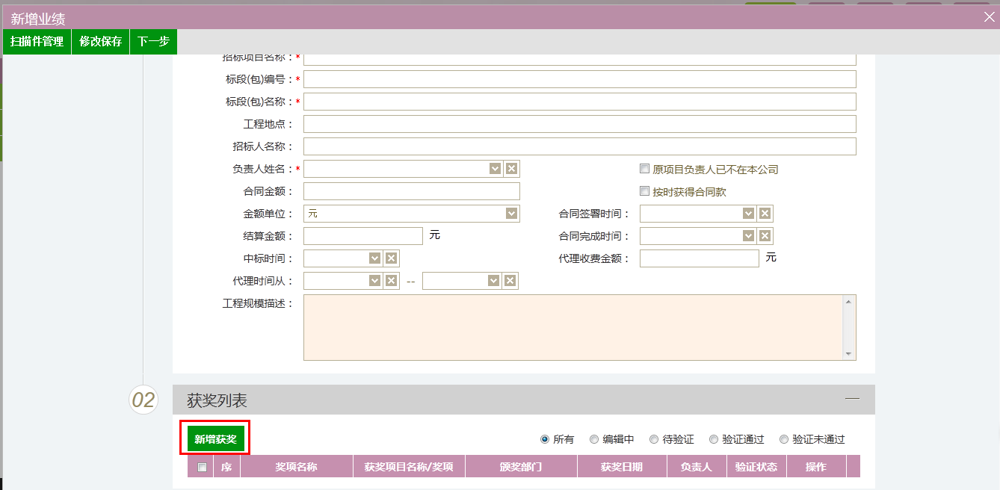 新增业绩
扫描件管理 修改保存 下一步
招标项目名称：*
标段(包)编号：*
标段(包)名称：*
工程地点：
招标人名称：
负责人姓名：* 原项目负责人已不在本公司
合同金额： 按时获得合同款
金额单位： 元 合同签署时间：
结算金额： 元 合同完成时间：
中标时间： 代理收费金额： 元
代理时间从： --
工程规模描述：
02 获奖列表
新增获奖 所有 编辑中 待验证 验证通过 验证未通过
序 奖项名称 获奖项目名称/奖项 颁奖部门 获奖日期 负责人 验证状态 操作